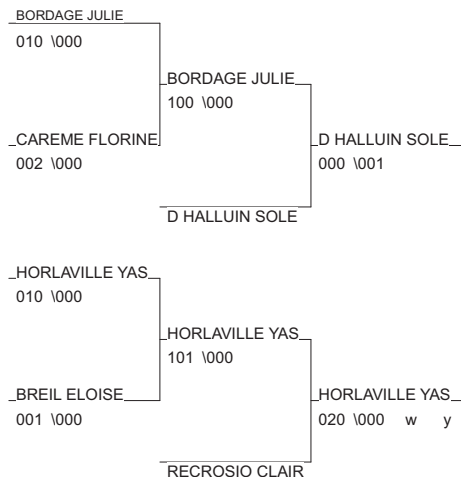 BORDAGE JULIE
010 \000
BORDAGE JULIE
100 \000
CAREME FLORINE
002 \000
D HALLUIN SOLE
000 \001
D HALLUIN SOLE
HORLAVILLE YAS
010 \000
HORLAVILLE YAS
101 \000
BREIL ELOISE
001 \000
HORLAVILLE YAS
020 \000 w y
RECROSIO CLAIR